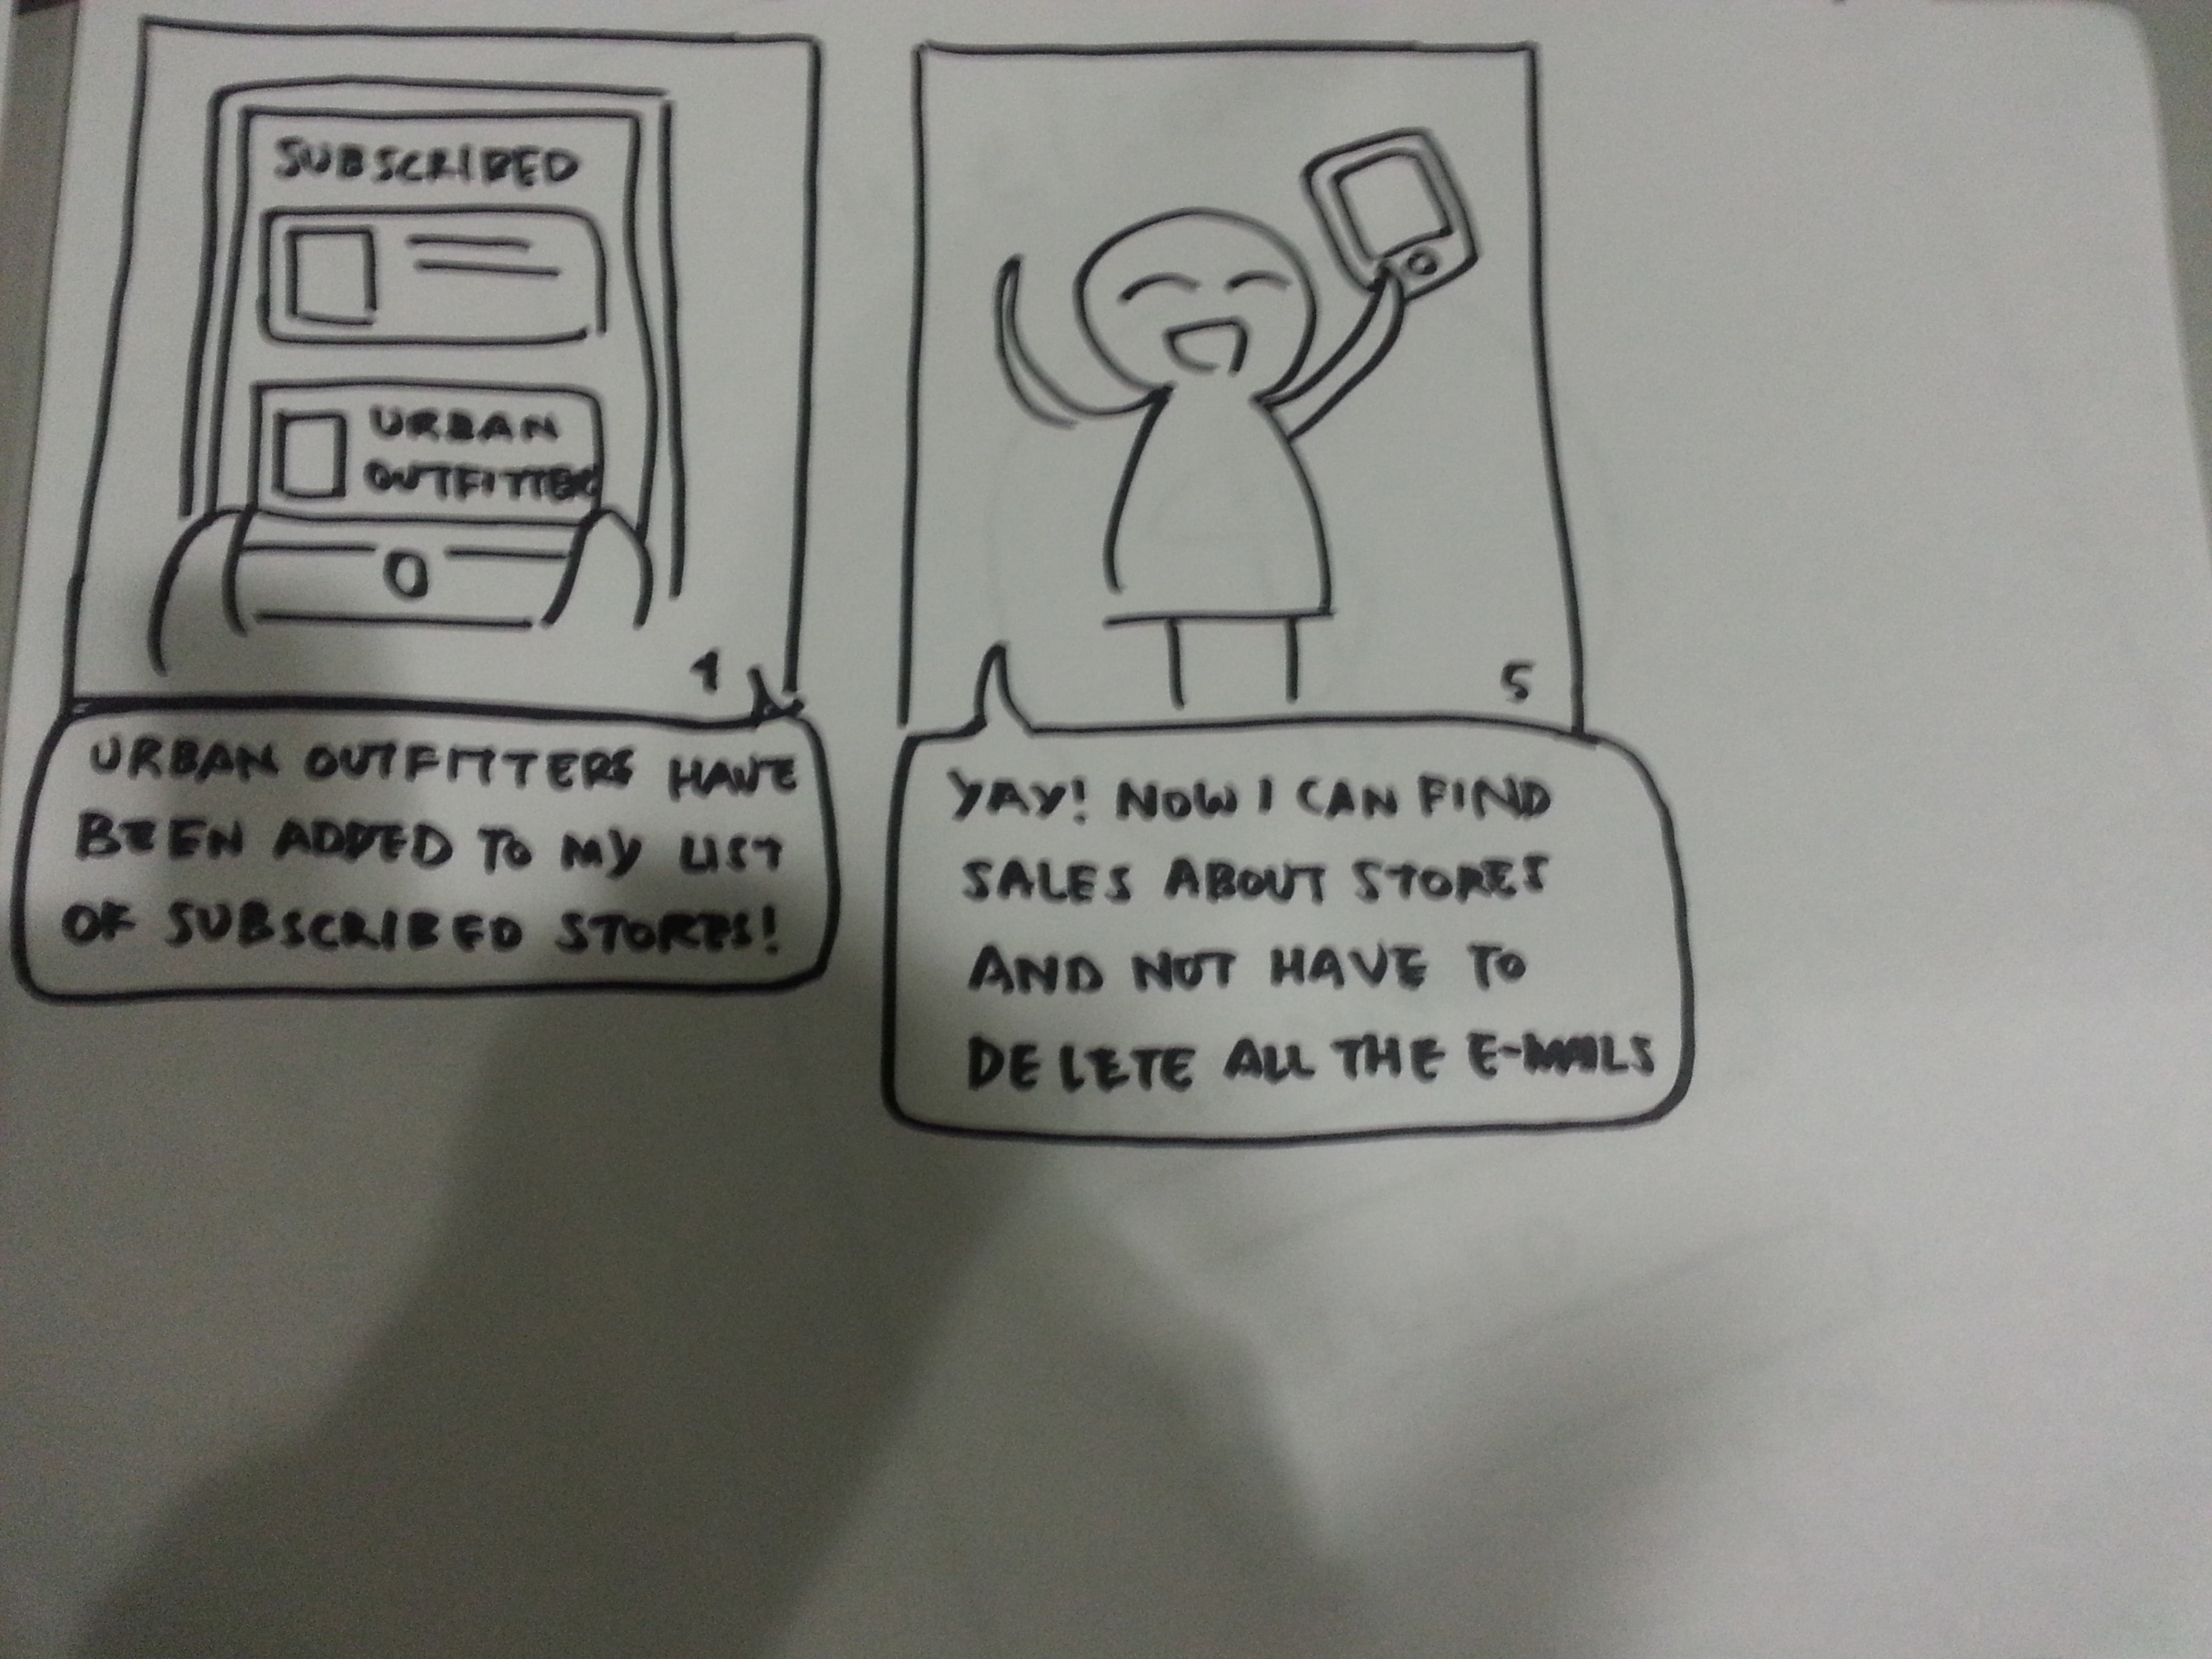 SUBSCRIBED
URBAN
OUTFITTER
4
URBAN OUTFITTERS HAVE
BEEN ADDED TO MY LIST
OF SUBSCRIBED STORES!
5
YAY! NOW I CAN FIND
SALES ABOUT STORES
AND NOT HAVE TO
DELETE ALL THE E-MAILS